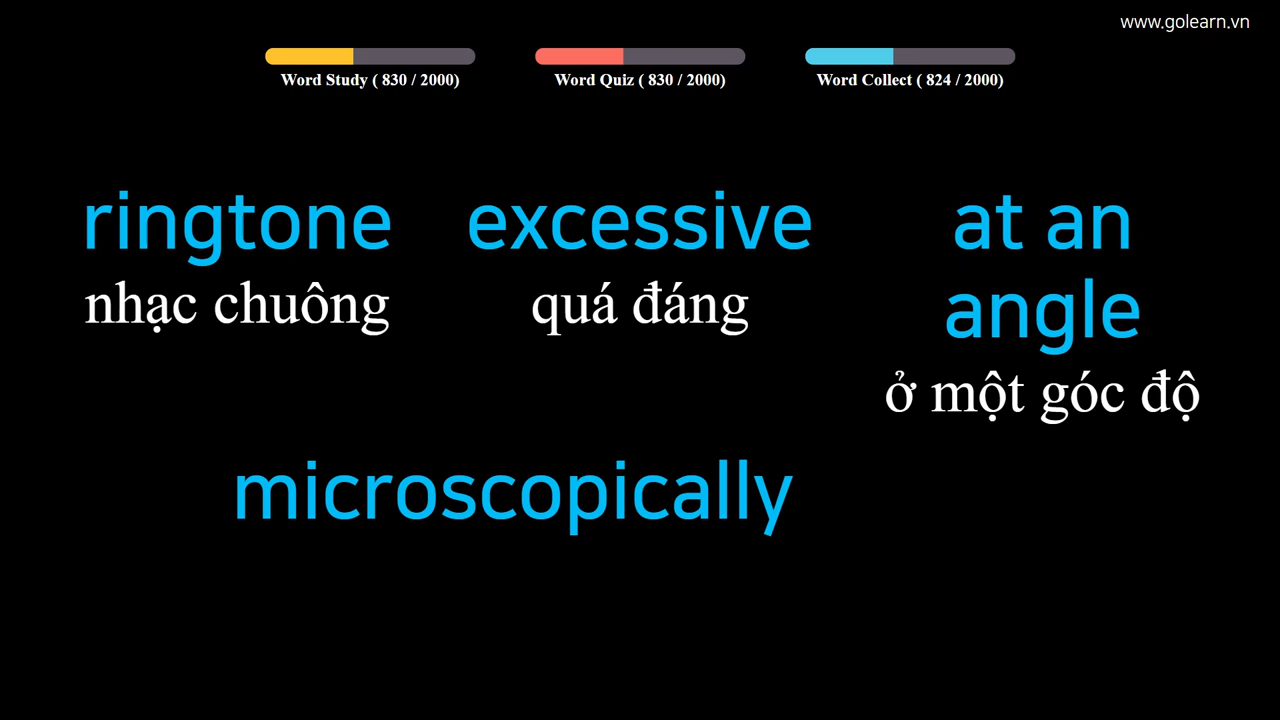 www.golearn.vn
Word Study ( 830 / 2000)
Word Quiz ( 830 / 2000)
Word Collect ( 824 / 2000)
ringtone
nhạc chuông
excessive
quá đáng
at an
angle
ở một góc độ
microscopically